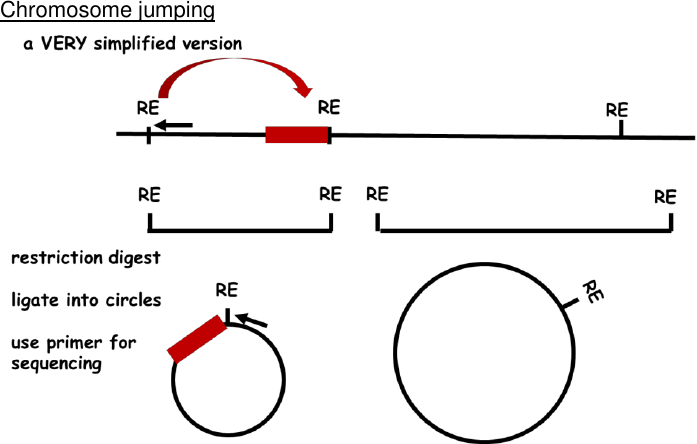 Chromosome jumping
a VERY simplified version
RE RE RE
RE RE RE RE
restriction digest
ligate into circles
RE
RE
use primer for
sequencing